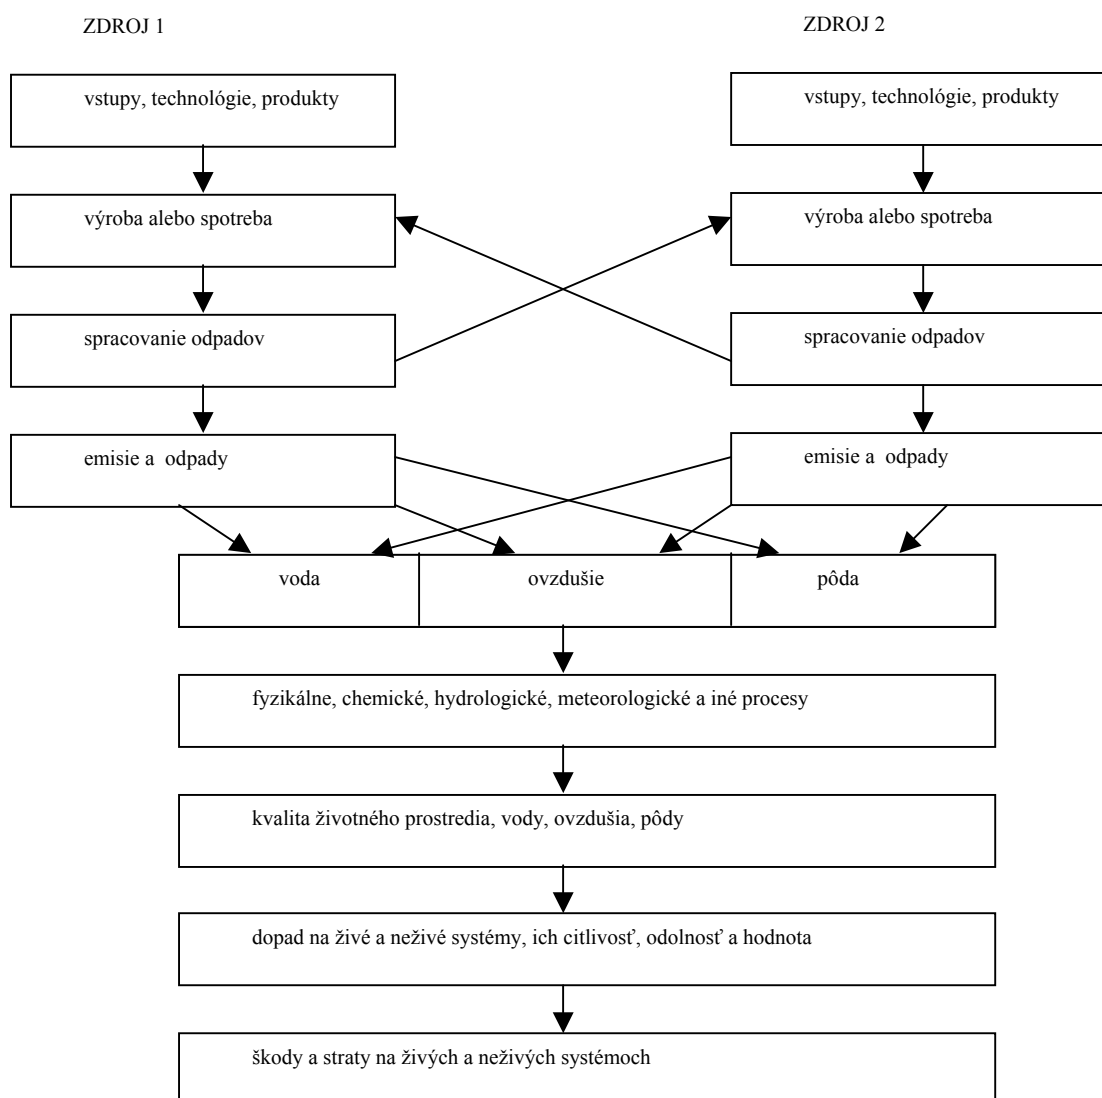 ZDROJ 1
ZDROJ 2
vstupy, technológie, produkty
vstupy, technológie, produkty
výroba alebo spotreba
výroba alebo spotreba
spracovanie odpadov
spracovanie odpadov
emisie a  odpady
emisie a  odpady
voda
ovzdušie
pôda
fyzikálne, chemické, hydrologické, meteorologické a iné procesy
kvalita životného prostredia, vody, ovzdušia, pôdy
dopad na živé a neživé systémy, ich citlivosť, odolnosť a hodnota
škody a straty na živých a neživých systémoch